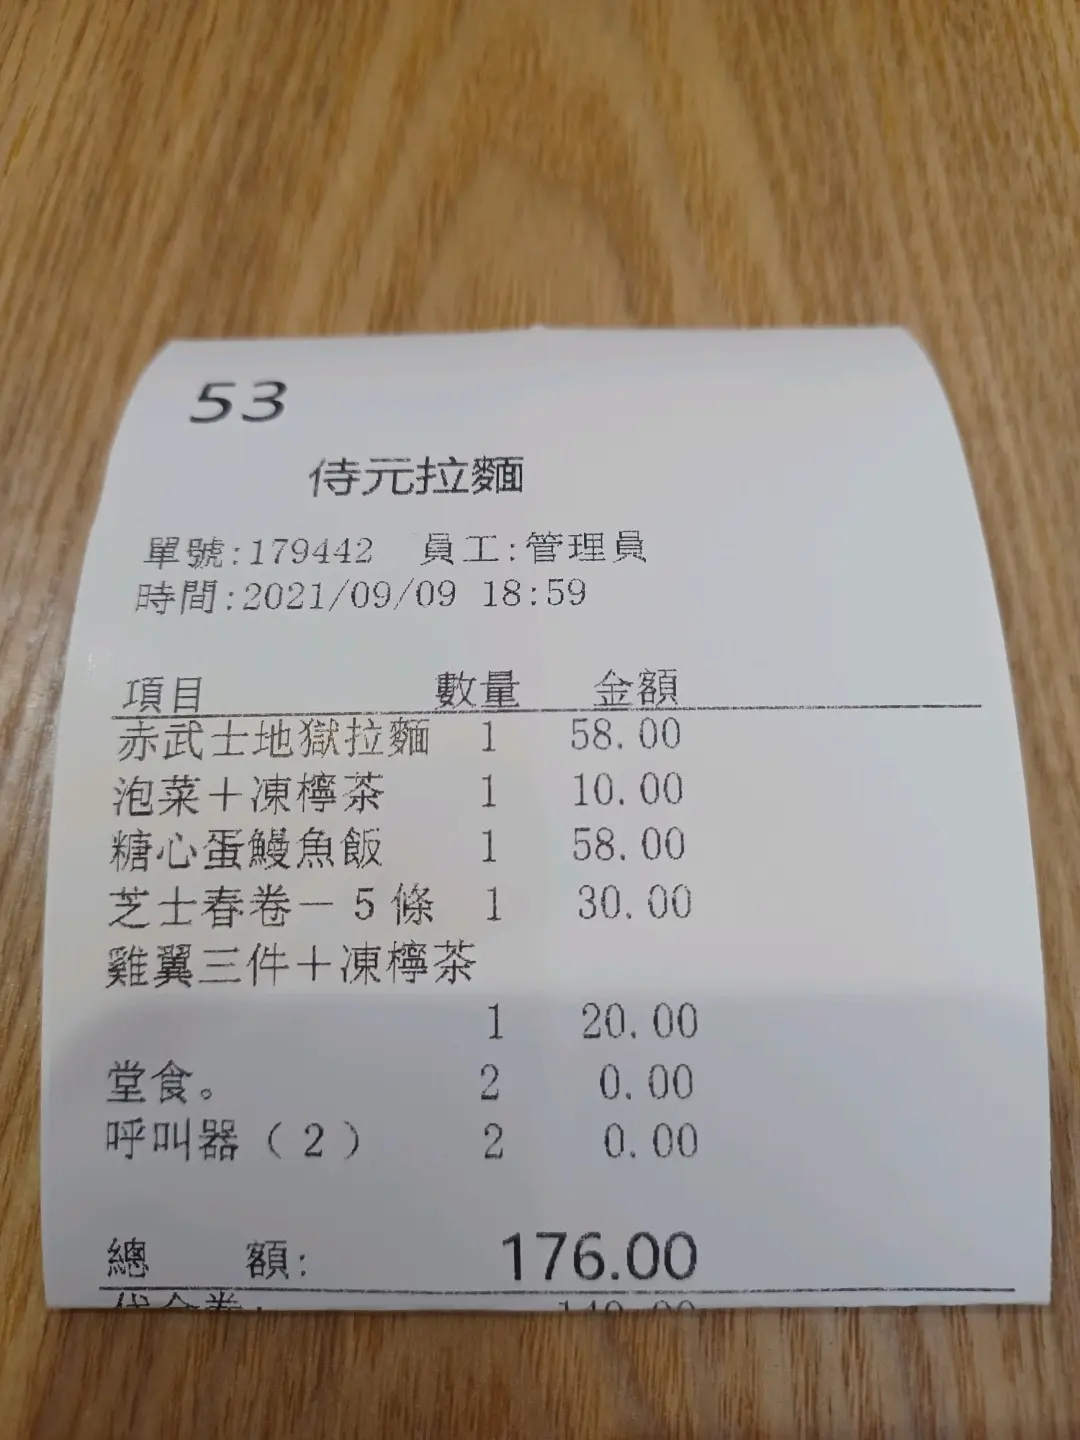 53
侍元拉麵
單號:179442 員工:管理員
時間:2021/09/09 18:59
項目 數量 金額
赤武士地獄拉麵 1 58.00
泡菜＋凍檸茶 1 10.00
糖心蛋鰻魚飯 1 58.00
芝士春卷－５條 1 30.00
雞翼三件＋凍檸茶
1 20.00
堂食。 2 0.00
呼叫器（２） 2 0.00
總 額: 176.00